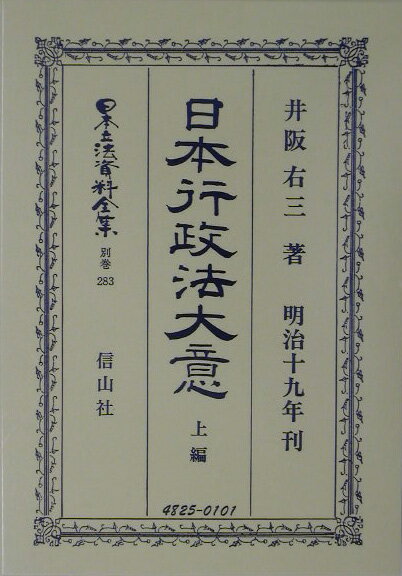 井阪右三 著 明治十九年刊
日本行政法大意 上編
4825-0101
日本立法資料全集 別巻 283
信山社